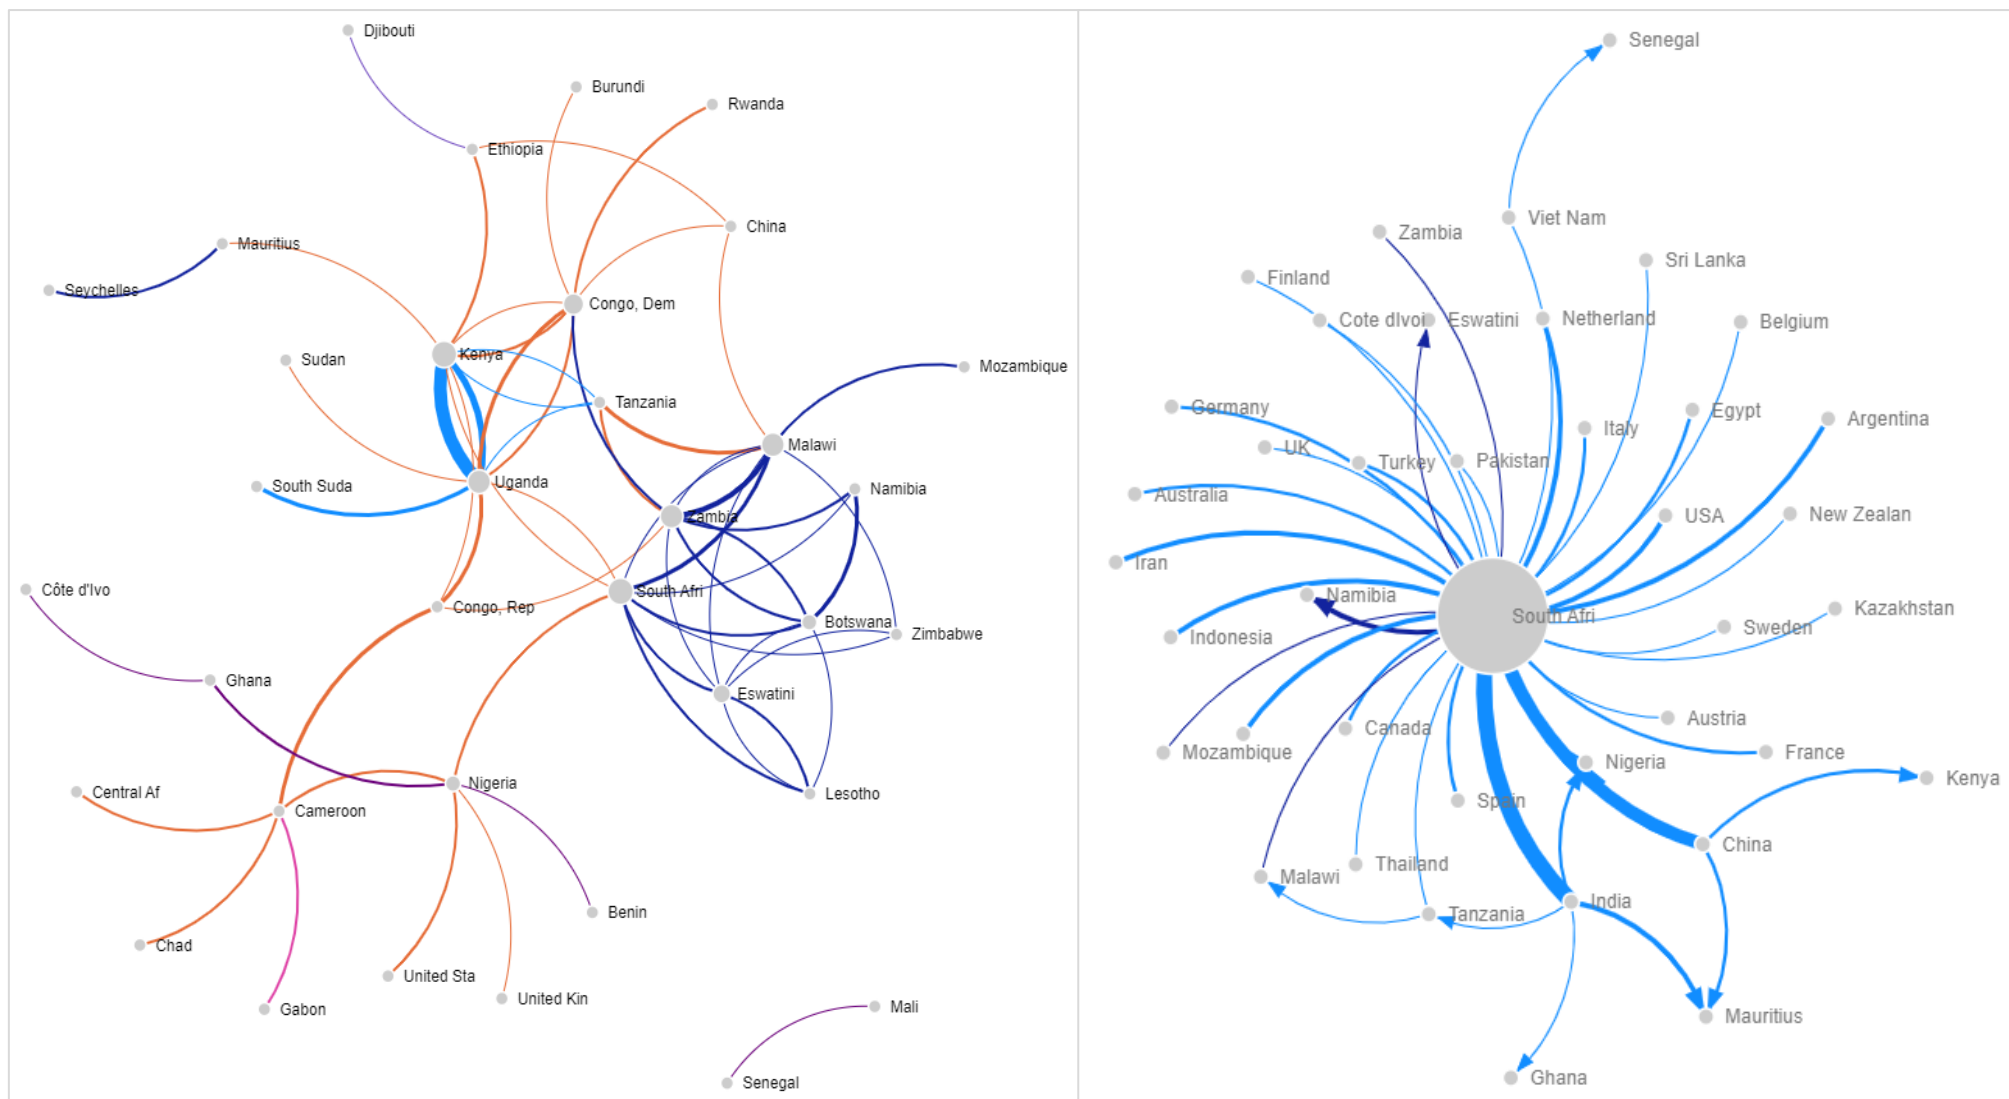 Djibouti
Burundi
Rwanda
Ethiopia
China
Mauritius
Seychelles
Congo, Dem
Kenya
Sudan
Mozambique
Tanzania
Malawi
South Suda
Uganda
Namibia
Zambia
Côte d'Ivo
South Afri
Congo, Rep
Botswana
Zimbabwe
Ghana
Eswatini
Central Af
Nigeria
Lesotho
Cameroon
Benin
Chad
United Sta
United Kin
Gabon
Mali
Senegal
Senegal
Viet Nam
Zambia
Sri Lanka
Finland
Cote dIvoi
Eswatini
Netherland
Belgium
Germany
Egypt
Argentina
Italy
UK
Turkey
Pakistan
Australia
USA
New Zealan
Iran
Namibia
South Afri
Kazakhstan
Indonesia
Sweden
Mozambique
Canada
Austria
France
Nigeria
Kenya
Spain
China
Malawi
Thailand
Tanzania
India
Mauritius
Ghana